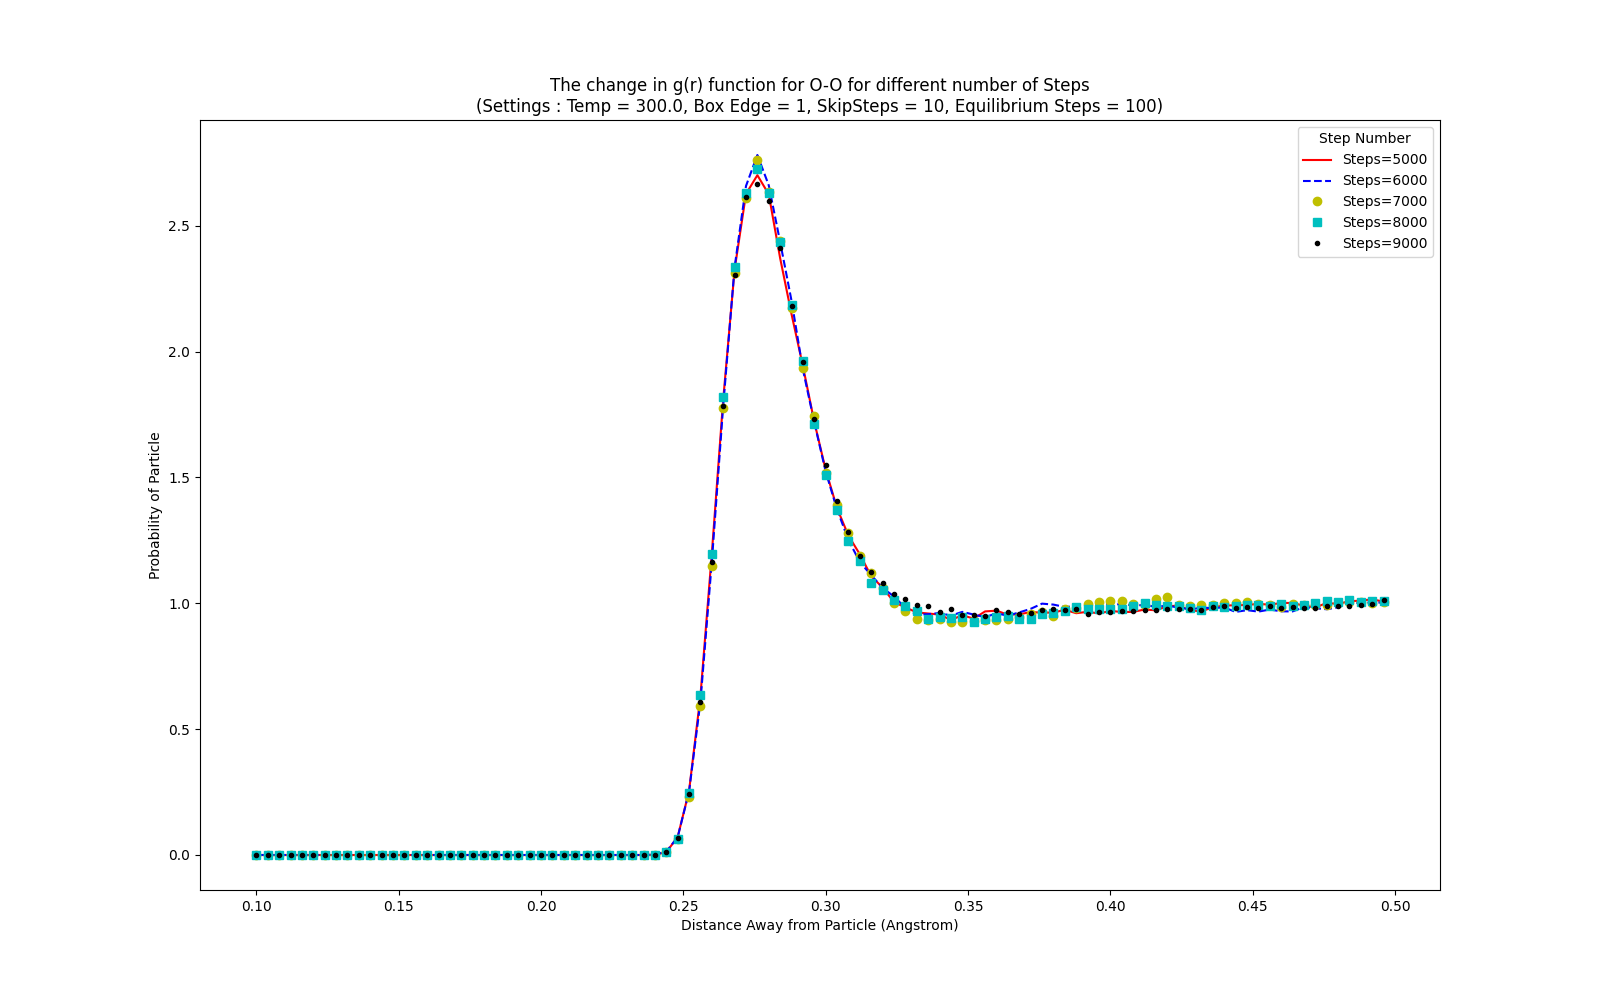 The change in g(r) function for O-O for different number of Steps
(Settings : Temp = 300.0, Box Edge = 1, SkipSteps = 10, Equilibrium Steps = 100)
Step Number
Steps=5000
Steps=6000
Steps=7000
Steps=8000
Steps=9000
Probability of Particle
2.5
2.0
1.5
1.0
0.5
0.0
0.10 0.15 0.20 0.25 0.30 0.35 0.40 0.45 0.50
Distance Away from Particle (Angstrom)